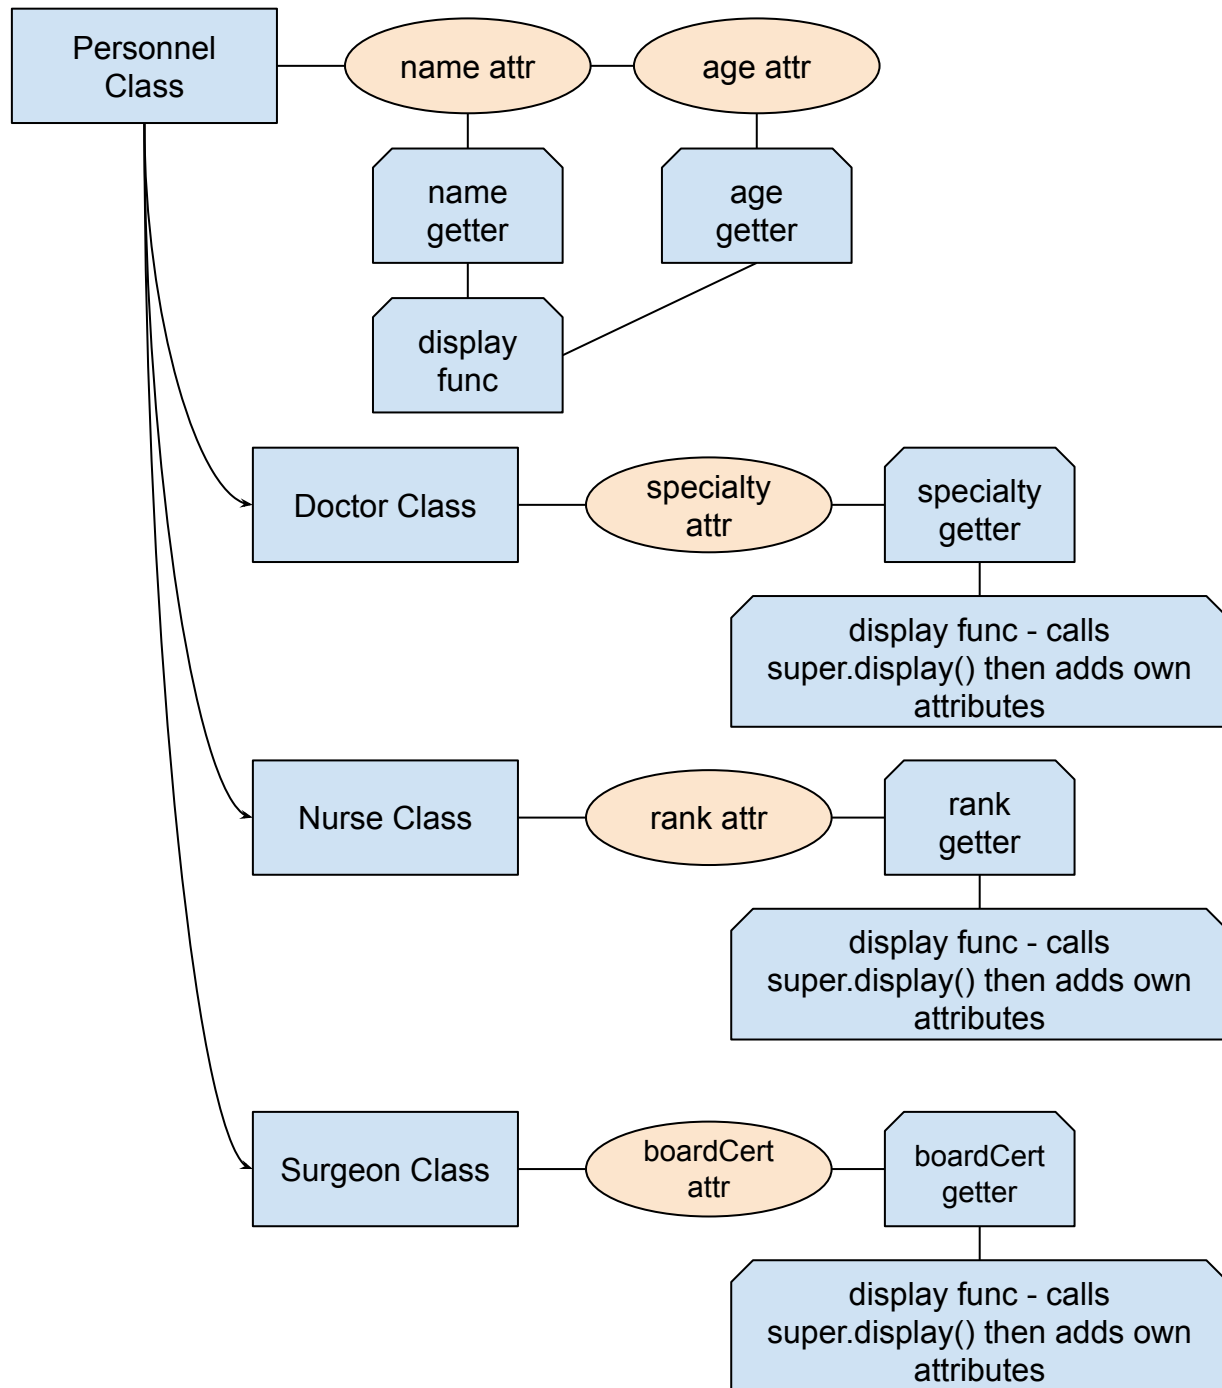 Personnel
Class
name attr
age attr
name
getter
age
getter
display
func
Doctor Class
specialty
attr
specialty
getter
display func - calls
super.display() then adds own
attributes
Nurse Class
rank attr
rank
getter
display func - calls
super.display() then adds own
attributes
Surgeon Class
boardCert
attr
boardCert
getter
display func - calls
super.display() then adds own
attributes